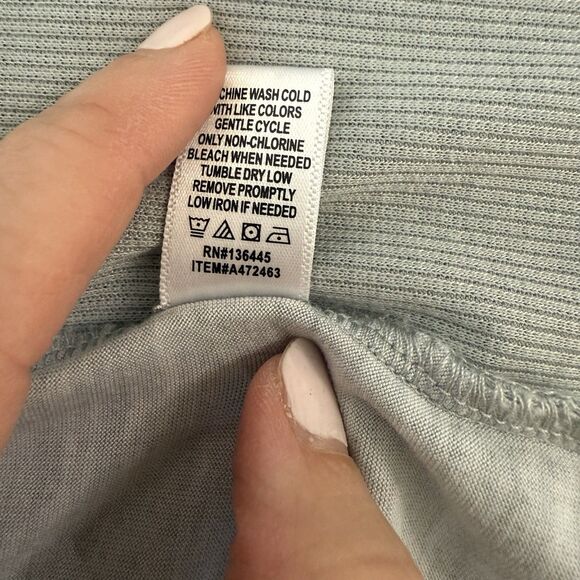 CHINE WASH COLD
WITH LIKE COLORS
GENTLE CYCLE
ONLY NON-CHLORINE
BLEACH WHEN NEEDED
TUMBLE DRY LOW
REMOVE PROMPTLY
LOW IRON IF NEEDED
RN#136445
ITEM#A472463